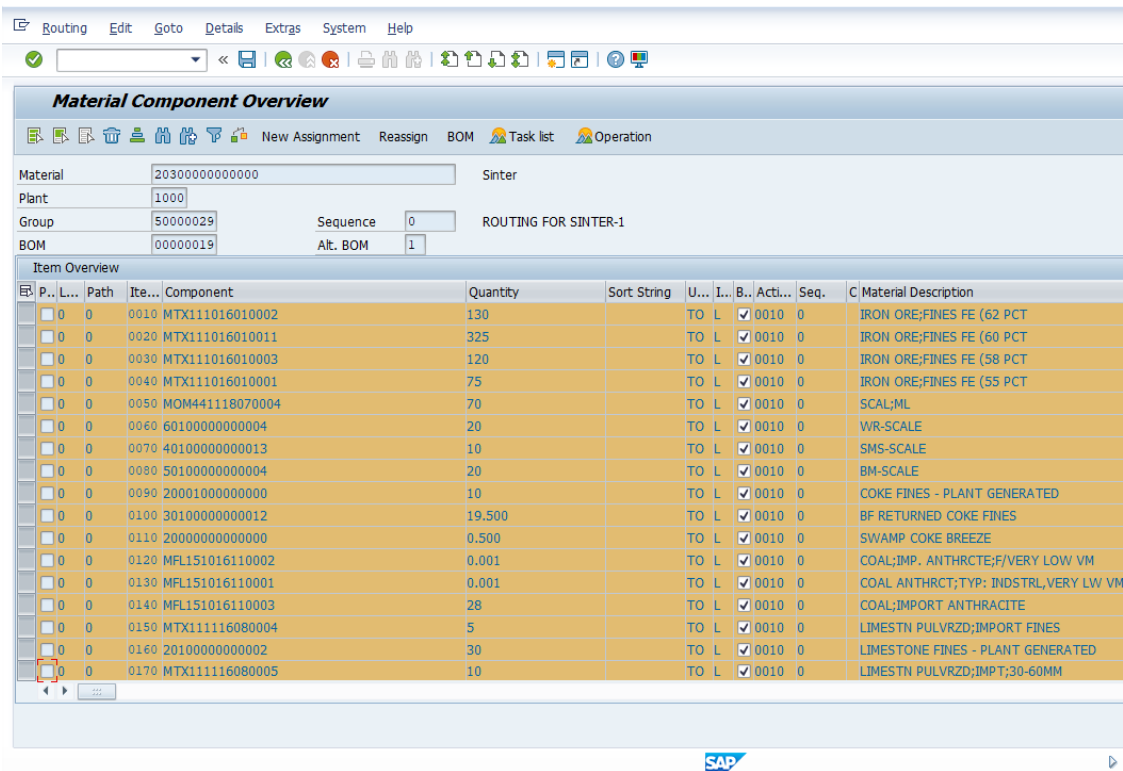 Routing Edit Goto Details Extras System Help
Material Component Overview
New Assignment Reassign BOM Task list Operation
Material 20300000000000 Sinter
Plant 1000
Group 50000029 Sequence 0 ROUTING FOR SINTER-1
BOM 00000019 Alt. BOM 1
Item Overview
P.. L... Path Ite... Component Quantity Sort String U... I... B.. Acti... Seq. C Material Description
0 0 0010 MTX111016010002 130 TO L 0010 0 IRON ORE;FINES FE (62 PCT
0 0 0020 MTX111016010011 325 TO L 0010 0 IRON ORE;FINES FE (60 PCT
0 0 0030 MTX111016010003 120 TO L 0010 0 IRON ORE;FINES FE (58 PCT
0 0 0040 MTX111016010001 75 TO L 0010 0 IRON ORE;FINES FE (55 PCT
0 0 0050 MOM441118070004 70 TO L 0010 0 SCAL;ML
0 0 0060 60100000000004 20 TO L 0010 0 WR-SCALE
0 0 0070 40100000000013 10 TO L 0010 0 SMS-SCALE
0 0 0080 50100000000004 20 TO L 0010 0 BM-SCALE
0 0 0090 20001000000000 10 TO L 0010 0 COKE FINES - PLANT GENERATED
0 0 0100 30100000000012 19.500 TO L 0010 0 BF RETURNED COKE FINES
0 0 0110 20000000000000 0.500 TO L 0010 0 SWAMP COKE BREEZE
0 0 0120 MFL151016110002 0.001 TO L 0010 0 COAL;IMP. ANTHRCTE;F/VERY LOW VM
0 0 0130 MFL151016110001 0.001 TO L 0010 0 COAL ANTHRCT;TYP: INDSTRL,VERY LW VM
0 0 0140 MFL151016110003 28 TO L 0010 0 COAL;IMPORT ANTHRACITE
0 0 0150 MTX111116080004 5 TO L 0010 0 LIMESTN PULVRZD;IMPORT FINES
0 0 0160 20100000000002 30 TO L 0010 0 LIMESTONE FINES - PLANT GENERATED
0 0 0170 MTX111116080005 10 TO L 0010 0 LIMESTN PULVRZD;IMPT;30-60MM
SAP